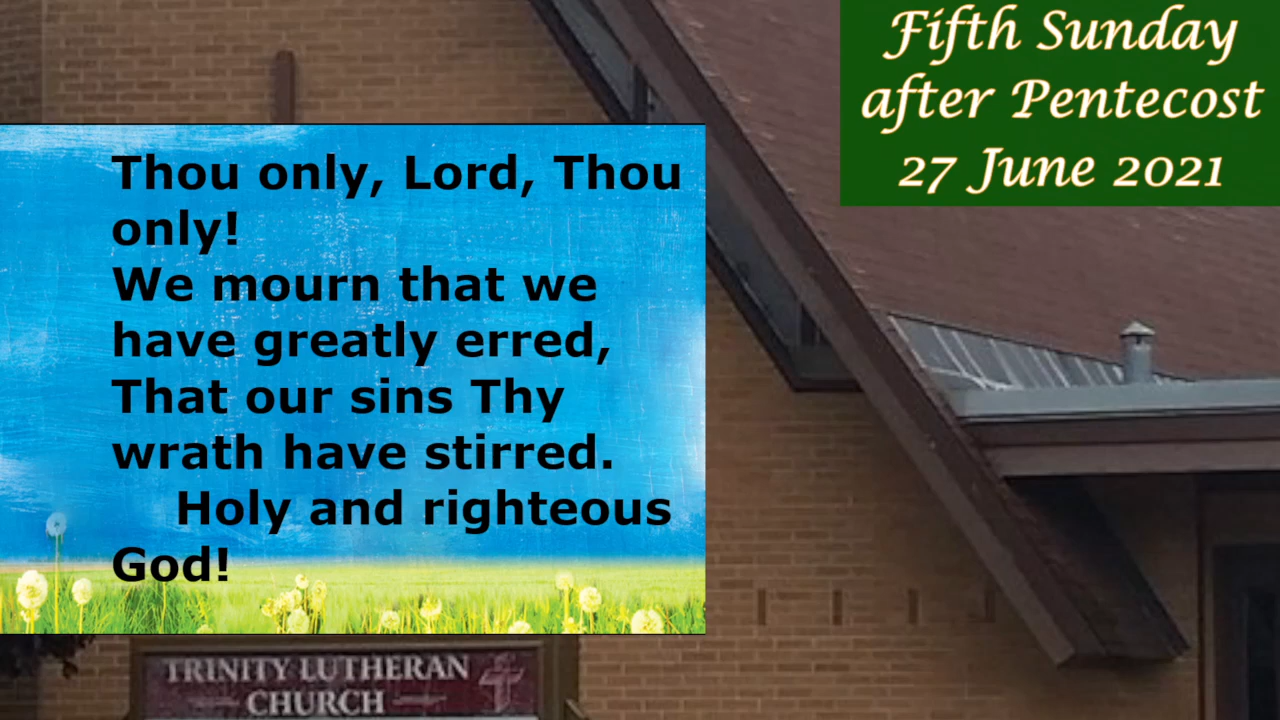 Fifth Sunday
after Pentecost
27 June 2021
Thou only, Lord, Thou
only!
We mourn that we
have greatly erred,
That our sins Thy
wrath have stirred.
Holy and righteous
God!
TRINITY LUTHERAN
CHURCH